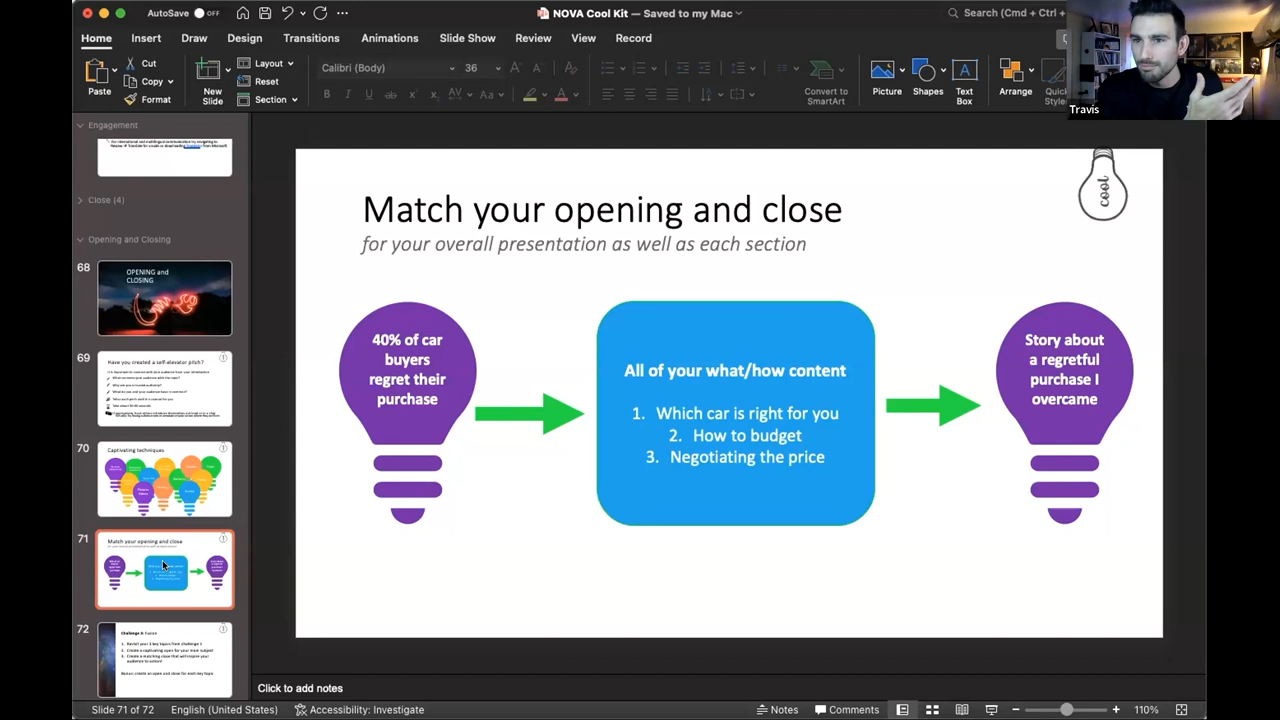 AutoSave OFF
NOVA Cool Kit — Saved to my Mac
Search (Cmd + Ctrl +
Home Insert Draw Design Transitions Animations Slide Show Review View Record
Paste
Cut
Copy
Format
New Slide
Layout
Reset
Section
Calibri (Body) 36
Convert to SmartArt
Picture
Shapes
Text Box
Arrange
Quick
Travis
Engagement
Close (4)
Opening and Closing
68
OPENING and
CLOSING
69
Have you created a self-elevator pitch?
70
Captivating techniques
71
Match your opening and close
72
Match your opening and close
for your overall presentation as well as each section
cool
40% of car
buyers
regret their
purchase
All of your what/how content
1. Which car is right for you
2. How to budget
3. Negotiating the price
Story about
a regretful
purchase I
overcame
Click to add notes
Slide 71 of 72
English (United States)
Accessibility: Investigate
Notes
Comments
110%